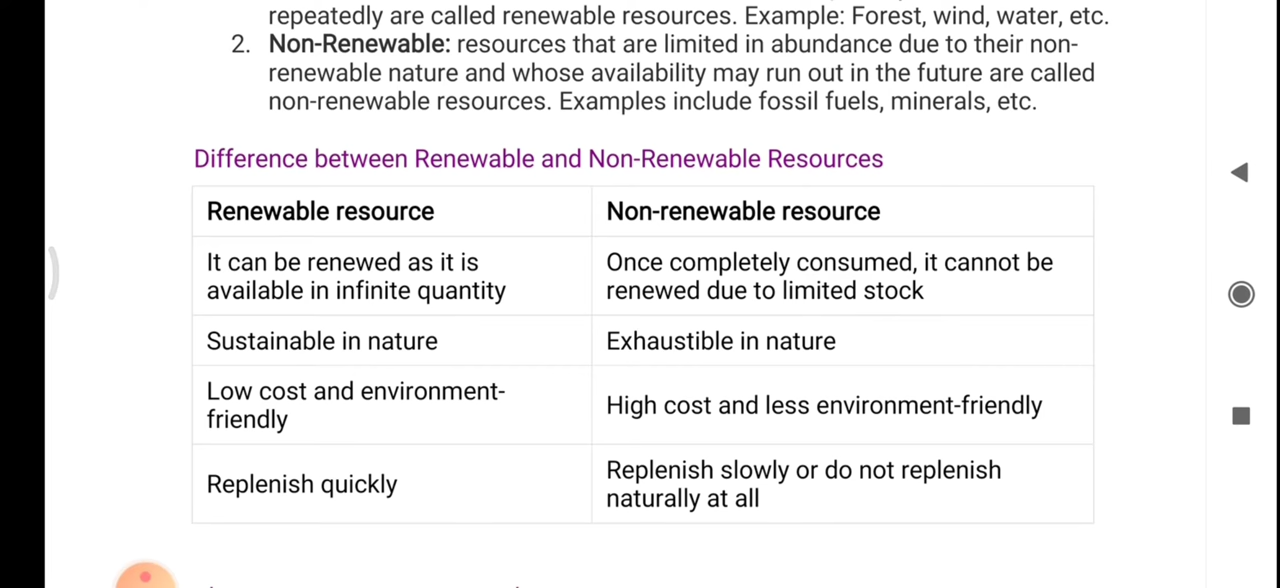 repeatedly are called renewable resources. Example: Forest, wind, water, etc.
2. Non-Renewable: resources that are limited in abundance due to their non-
renewable nature and whose availability may run out in the future are called
non-renewable resources. Examples include fossil fuels, minerals, etc.
Difference between Renewable and Non-Renewable Resources
Renewable resource
Non-renewable resource
It can be renewed as it is
available in infinite quantity
Once completely consumed, it cannot be
renewed due to limited stock
Sustainable in nature
Exhaustible in nature
Low cost and environment-
friendly
High cost and less environment-friendly
Replenish quickly
Replenish slowly or do not replenish
naturally at all